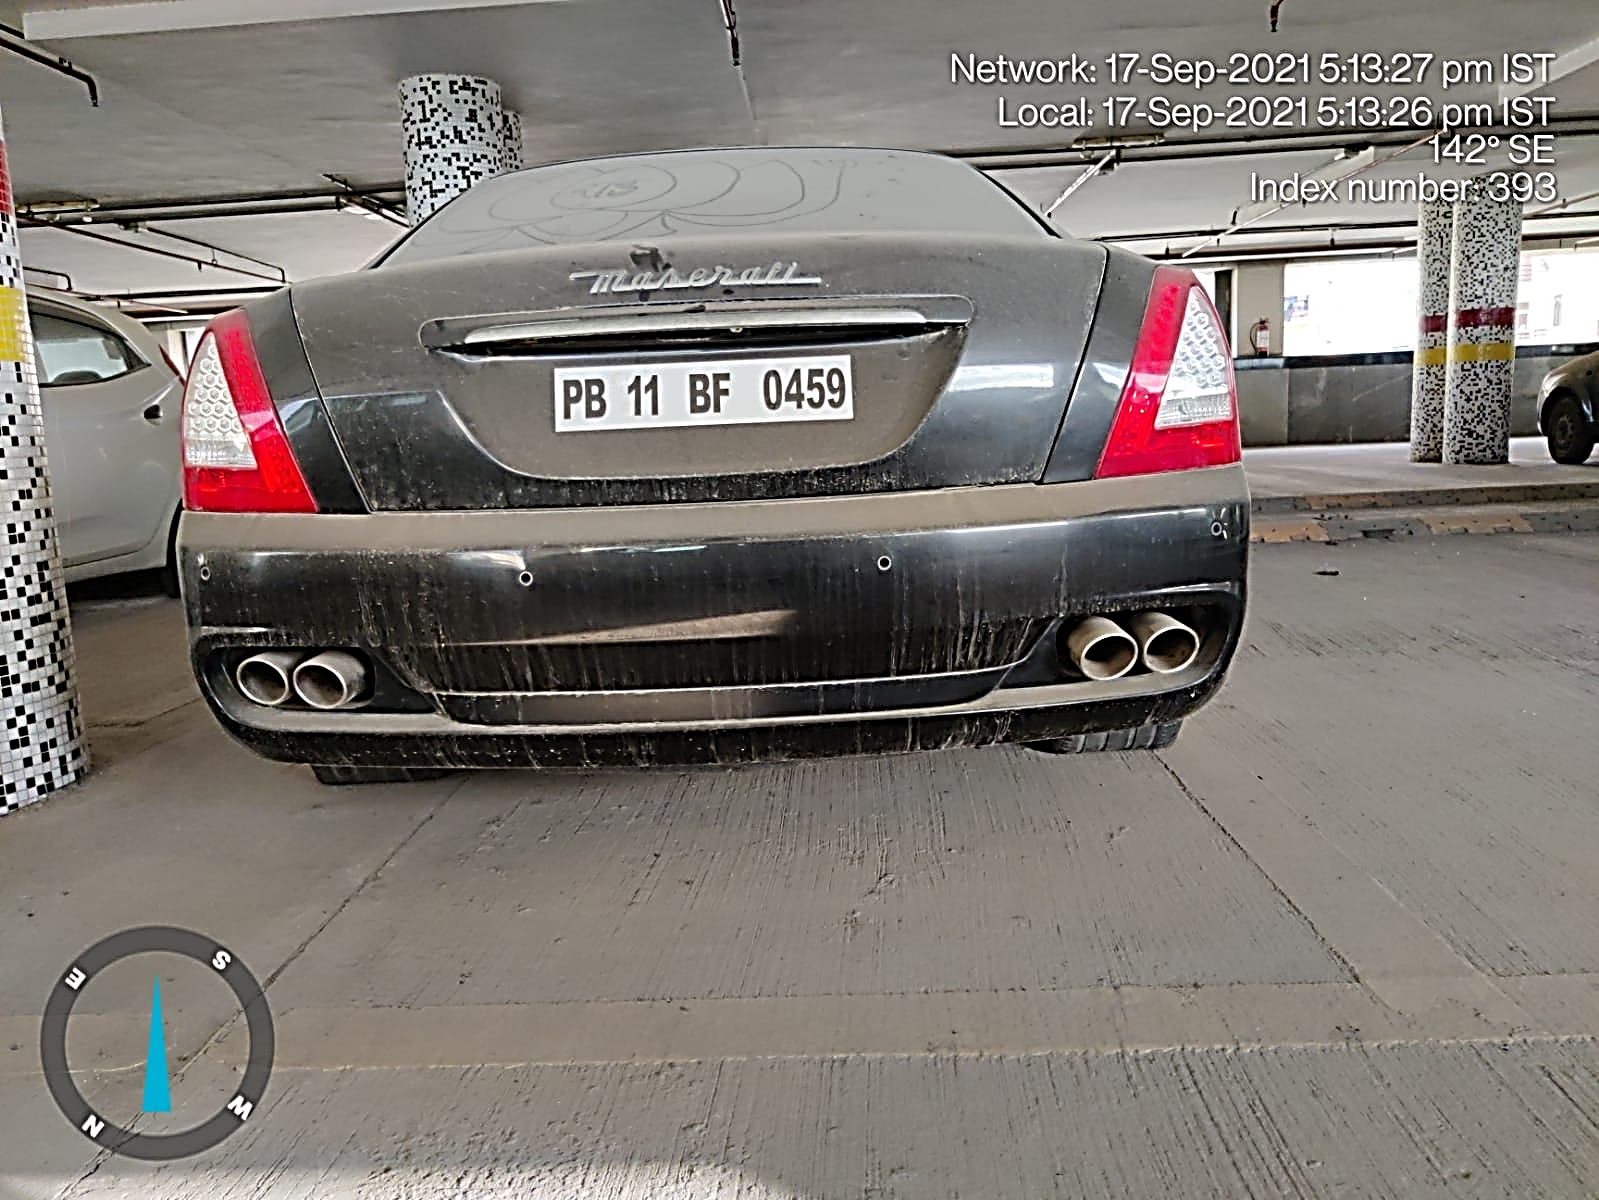 Network: 17-Sep-2021 5:13:27 pm IST
Local: 17-Sep-2021 5:13:26 pm IST
142° SE
Index number: 393
Maserati
PB 11 BF 0459
S
E
W
N